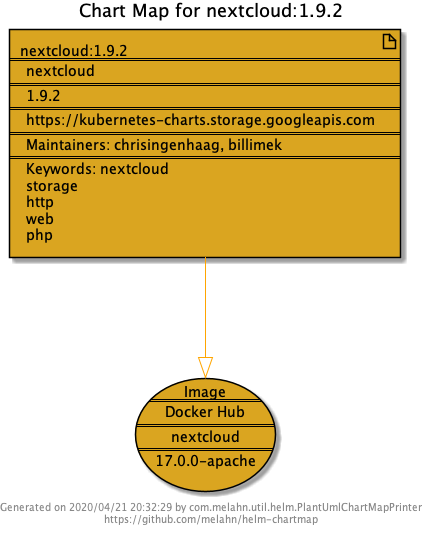 Chart Map for nextcloud:1.9.2
nextcloud:1.9.2
nextcloud
1.9.2
https://kubernetes-charts.storage.googleapis.com
Maintainers: chrisingenhaag, billimek
Keywords: nextcloud
storage
http
web
php
Image
Docker Hub
nextcloud
17.0.0-apache
Generated on 2020/04/21 20:32:29 by com.melahn.util.helm.PlantUmlChartMapPrinter
https://github.com/melahn/helm-chartmap